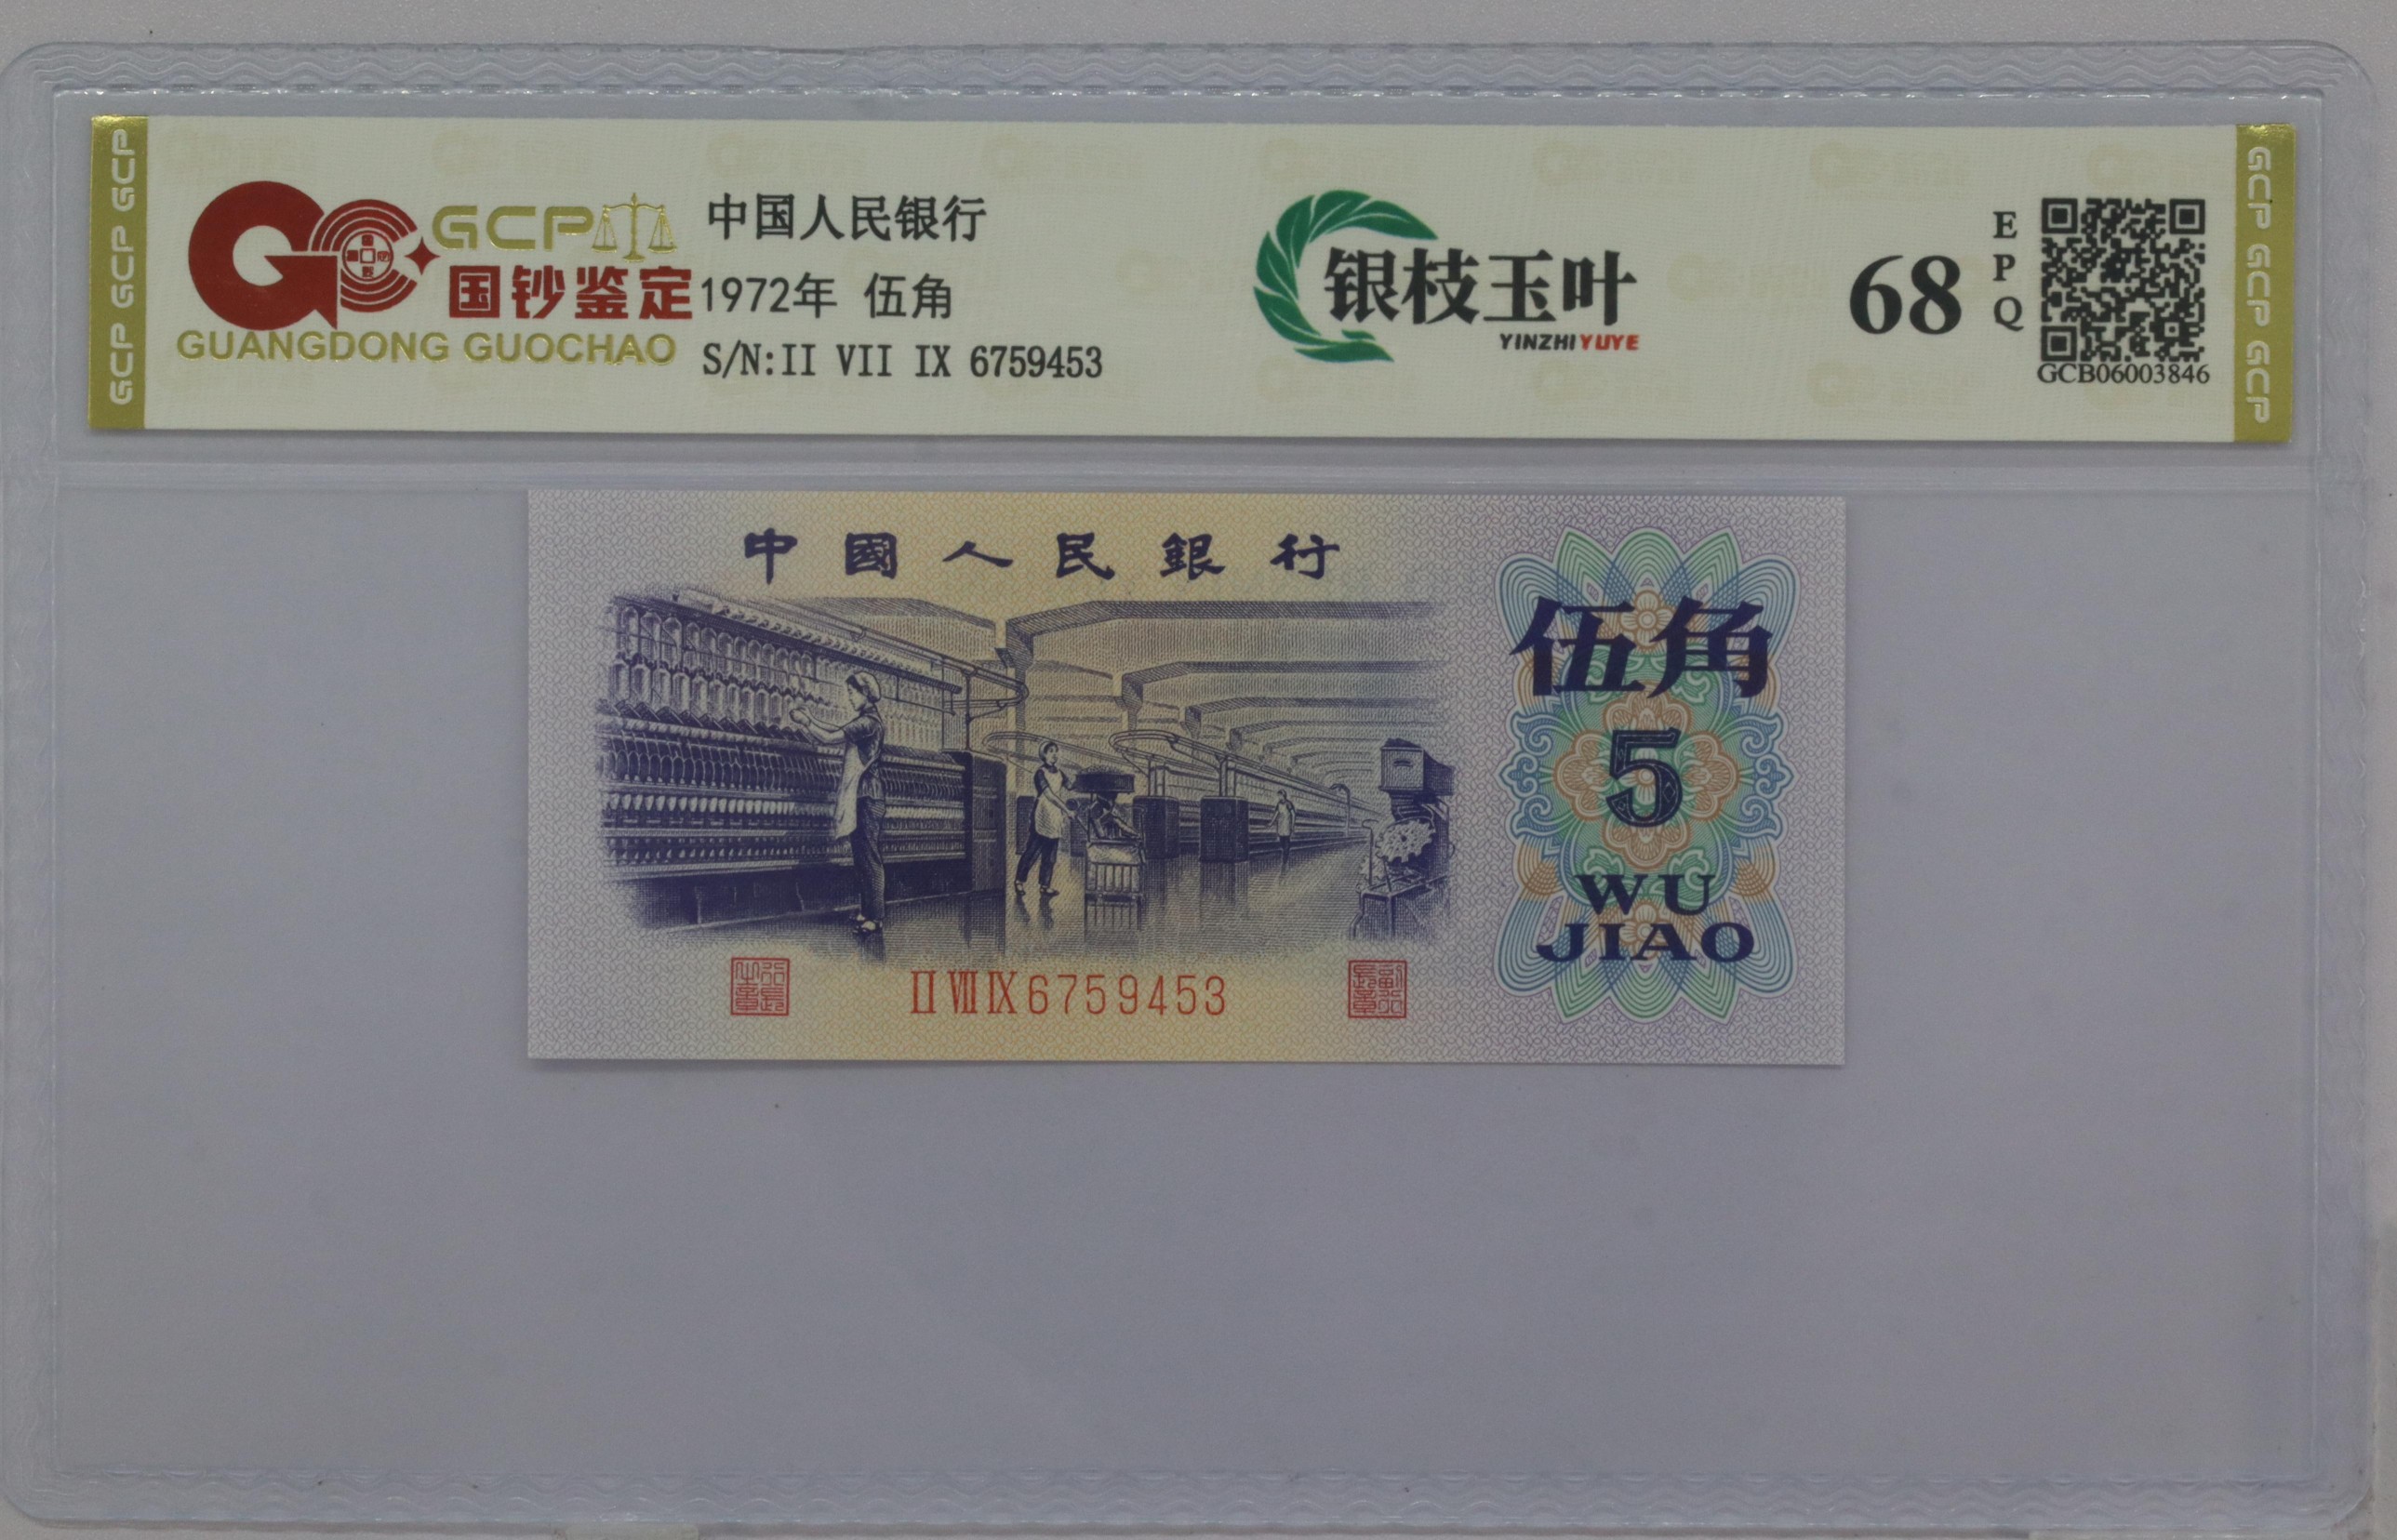 GCP GCP GCP
GCP
国钞鉴定
GUANGDONG GUOCHAO
中国人民银行
1972年 伍角
S/N:II VII IX 6759453
银枝玉叶
YINZHIYUYE
68
EPQ
GCB06003846
GCP GCP GCP
中國人民銀行
伍角
5
WU
JIAO
II VII IX 6759453